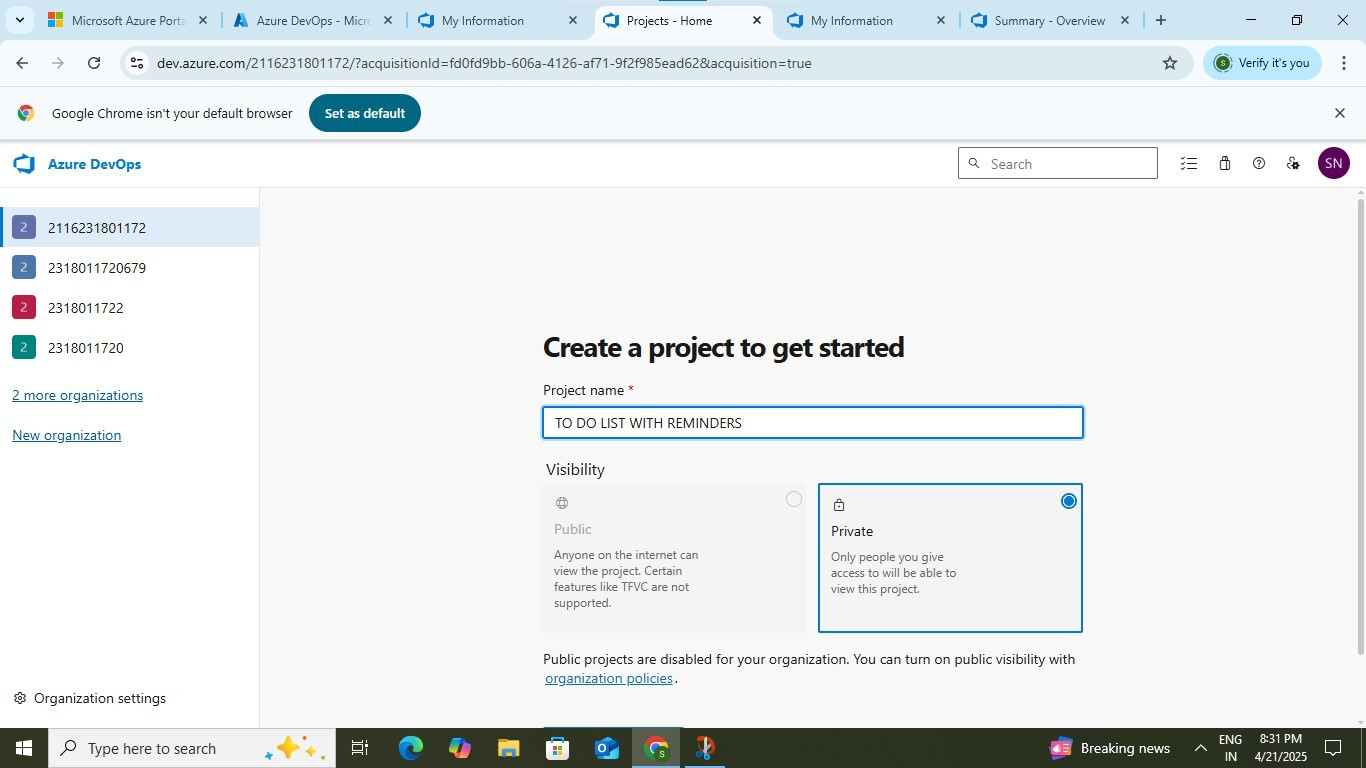 Microsoft Azure Porta
Azure DevOps - Micro
My Information
Projects - Home
My Information
Summary - Overview
dev.azure.com/2116231801172/?acquisitionId=fd0fd9bb-606a-4126-af71-9f2f985ead62&acquisition=true
S
Verify it's you
Google Chrome isn't your default browser
Set as default
Azure DevOps
Search
SN
2
2116231801172
2
2318011720679
2
2318011722
2
2318011720
2 more organizations
New organization
Organization settings
Create a project to get started
Project name *
TO DO LIST WITH REMINDERS
Visibility
Public
Anyone on the internet can
view the project. Certain
features like TFVC are not
supported.
Private
Only people you give
access to will be able to
view this project.
Public projects are disabled for your organization. You can turn on public visibility with
organization policies.
Type here to search
S
Breaking news
ENG
IN
8:31 PM
4/21/2025